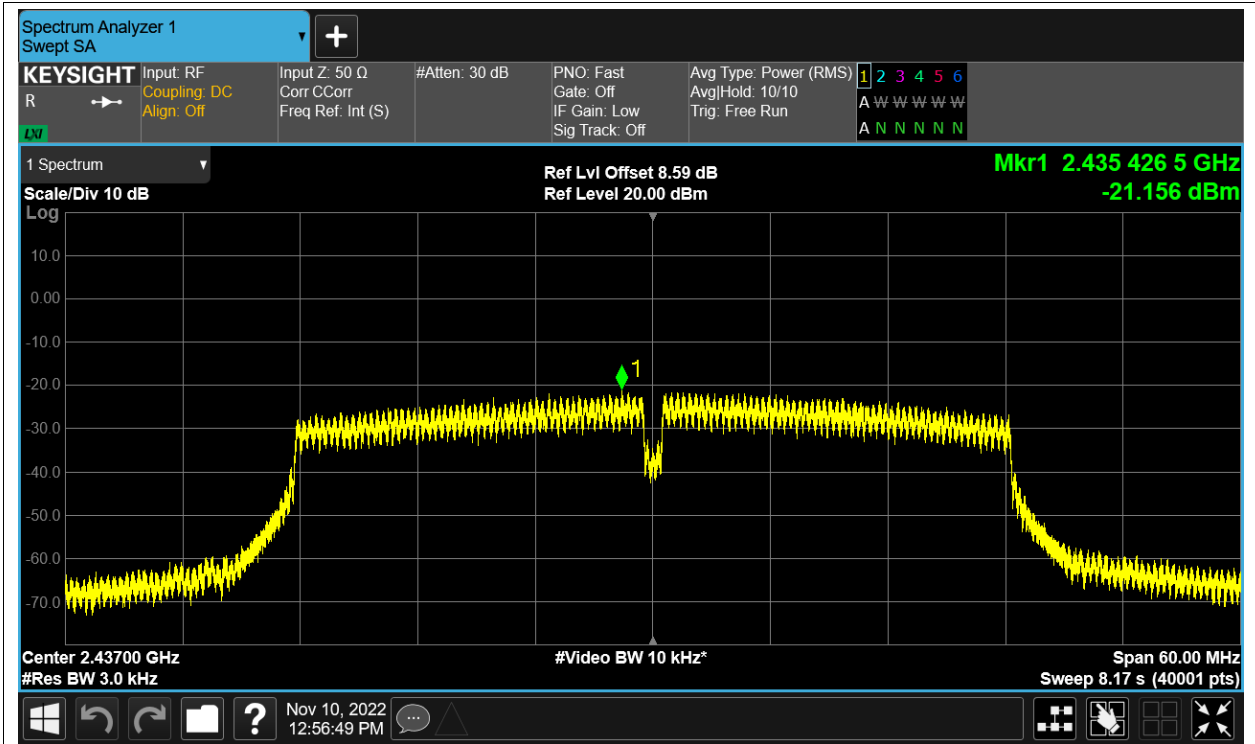 Spectrum Analyzer 1
Swept SA
+
KEYSIGHT
R
LXI
Input: RF
Coupling: DC
Align: Off
Input Z: 50 Ω
Corr CCorr
Freq Ref: Int (S)
#Atten: 30 dB
PNO: Fast
Gate: Off
IF Gain: Low
Sig Track: Off
Avg Type: Power (RMS)
Avg|Hold: 10/10
Trig: Free Run
1 2 3 4 5 6
A W W W W W
A N N N N N
1 Spectrum
Scale/Div 10 dB
Log
Ref Lvl Offset 8.59 dB
Ref Level 20.00 dBm
Mkr1 2.435 426 5 GHz
-21.156 dBm
10.0
0.00
-10.0
-20.0
-30.0
-40.0
-50.0
-60.0
-70.0
1
Center 2.43700 GHz
#Res BW 3.0 kHz
#Video BW 10 kHz*
Span 60.00 MHz
Sweep 8.17 s (40001 pts)
?
Nov 10, 2022
12:56:49 PM